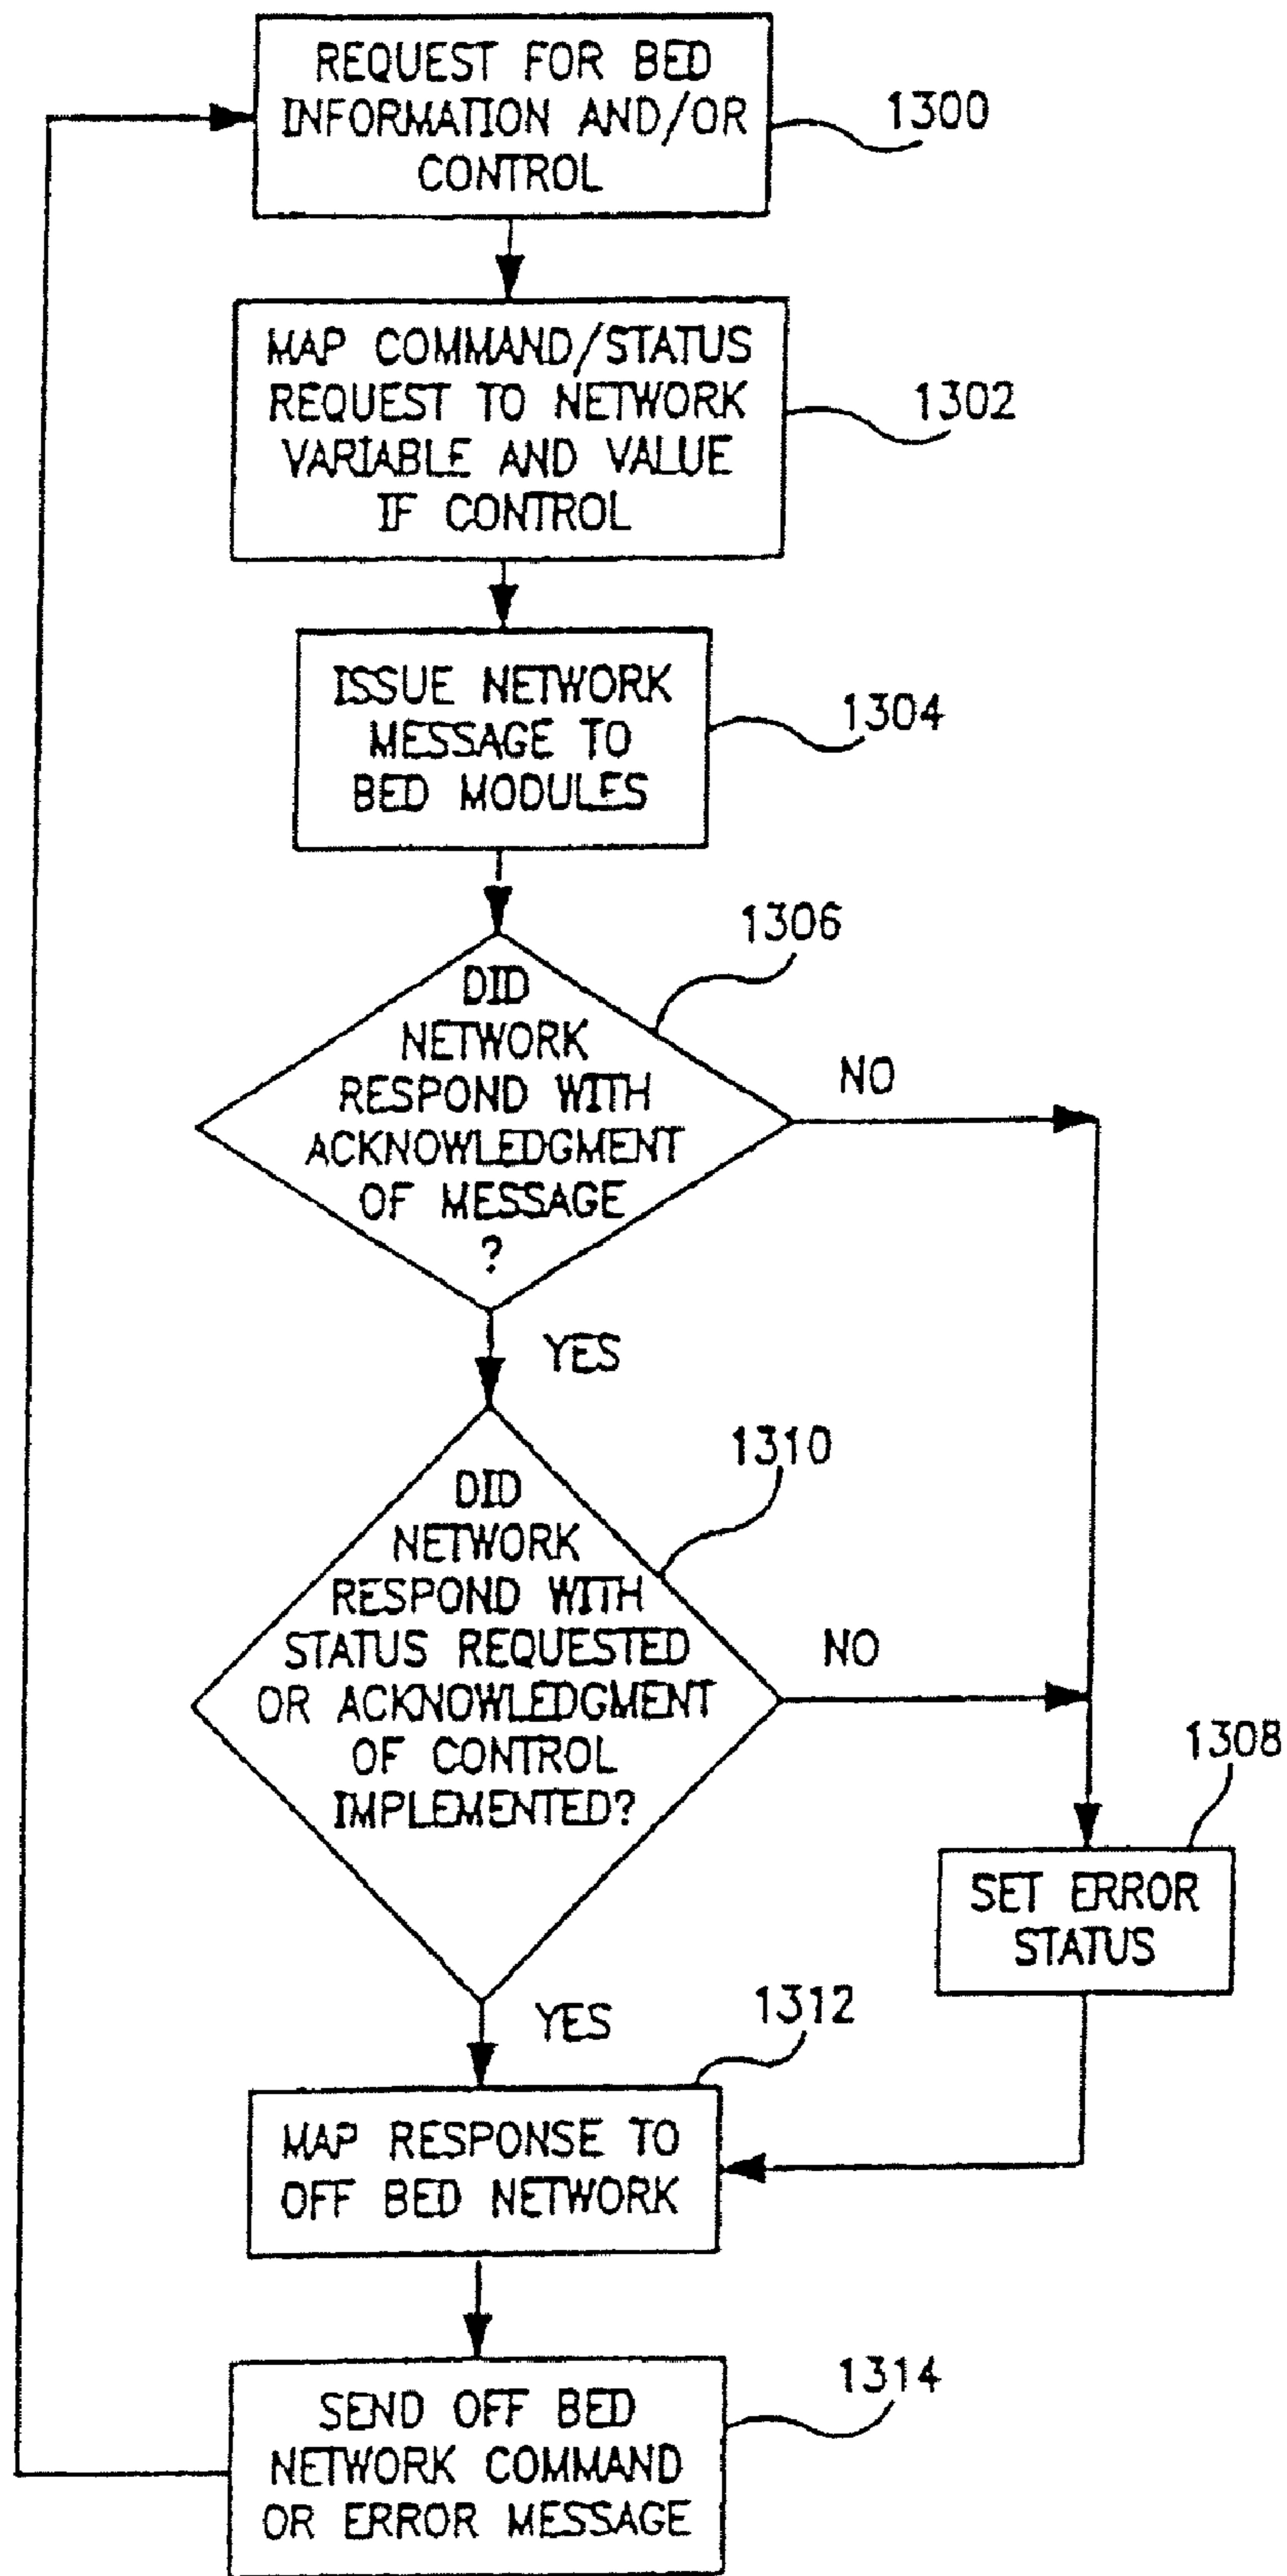 REQUEST FOR BED
INFORMATION AND/OR
CONTROL
1300
MAP COMMAND/STATUS
REQUEST TO NETWORK
VARIABLE AND VALUE
IF CONTROL
1302
ISSUE NETWORK
MESSAGE TO
BED MODULES
1304
1306
DID
NETWORK
RESPOND WITH
ACKNOWLEDGMENT
OF MESSAGE
?
NO
YES
1310
DID
NETWORK
RESPOND WITH
STATUS REQUESTED
OR ACKNOWLEDGMENT
OF CONTROL
IMPLEMENTED?
NO
1308
SET ERROR
STATUS
YES
1312
MAP RESPONSE TO
OFF BED NETWORK
1314
SEND OFF BED
NETWORK COMMAND
OR ERROR MESSAGE